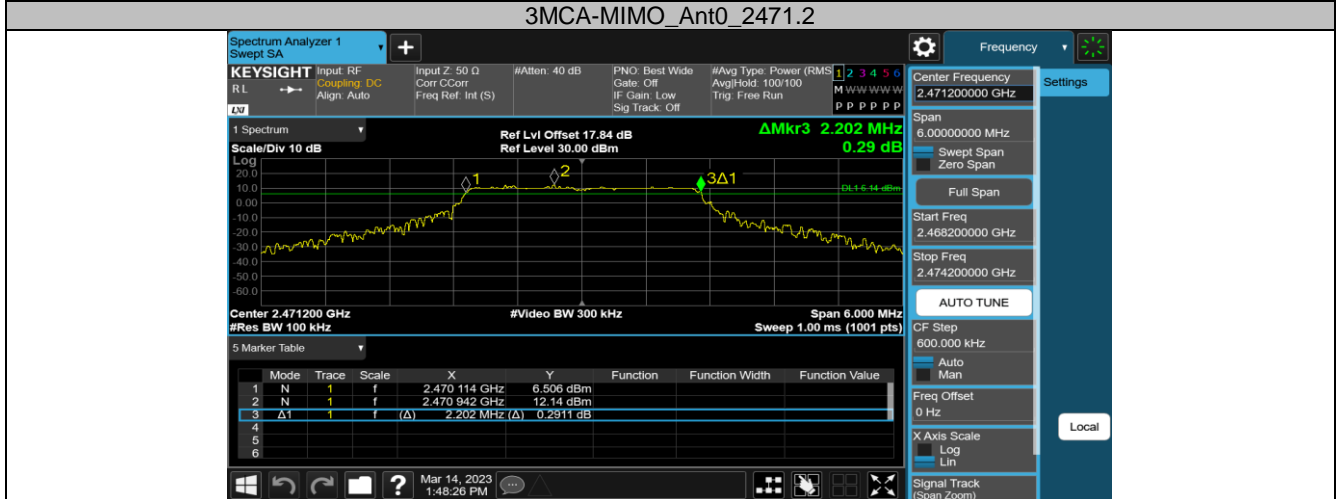 3MCA-MIMO_Ant0_2471.2
Spectrum Analyzer 1
Swept SA
Frequency
KEYSIGHT
RL
LXI
Input: RF
Coupling: DC
Align: Auto
Input Z: 50 Ω
Corr CCorr
Freq Ref: Int (S)
#Atten: 40 dB
PNO: Best Wide
Gate: Off
IF Gain: Low
Sig Track: Off
#Avg Type: Power (RMS
Avg|Hold: 100/100
Trig: Free Run
1 2 3 4 5 6
M W W W W W
P P P P P P
1 Spectrum
Scale/Div 10 dB
Ref Lvl Offset 17.84 dB
Ref Level 30.00 dBm
ΔMkr3 2.202 MHz
0.29 dB
Log
20.0
10.0
0.00
-10.0
-20.0
-30.0
-40.0
-50.0
-60.0
1
2
3Δ1
DL1 6.14 dBm
Center 2.471200 GHz
#Res BW 100 kHz
#Video BW 300 kHz
Span 6.000 MHz
Sweep 1.00 ms (1001 pts)
5 Marker Table
Mode Trace Scale X Y Function Function Width Function Value
1 N 1 f 2.470 114 GHz 6.506 dBm
2 N 1 f 2.470 942 GHz 12.14 dBm
3 Δ1 1 f (Δ) 2.202 MHz (Δ) 0.2911 dB
4
5
6
Mar 14, 2023
1:48:26 PM
Center Frequency
2.471200000 GHz
Settings
Span
6.00000000 MHz
Swept Span
Zero Span
Full Span
Start Freq
2.468200000 GHz
Stop Freq
2.474200000 GHz
AUTO TUNE
CF Step
600.000 kHz
Auto
Man
Freq Offset
0 Hz
X Axis Scale
Log
Lin
Local
Signal Track
(Span Zoom)